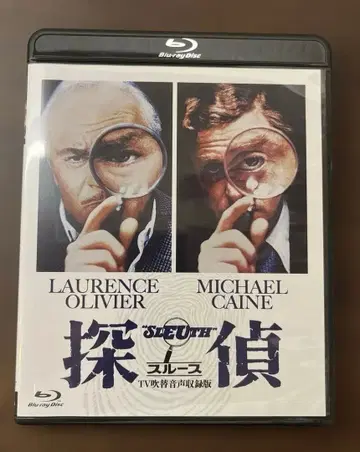 Blu-ray Disc
LAURENCE OLIVIER
MICHAEL CAINE
"SLEUTH"
探偵
スルース
TV吹替音声収録版
Blu-ray Disc